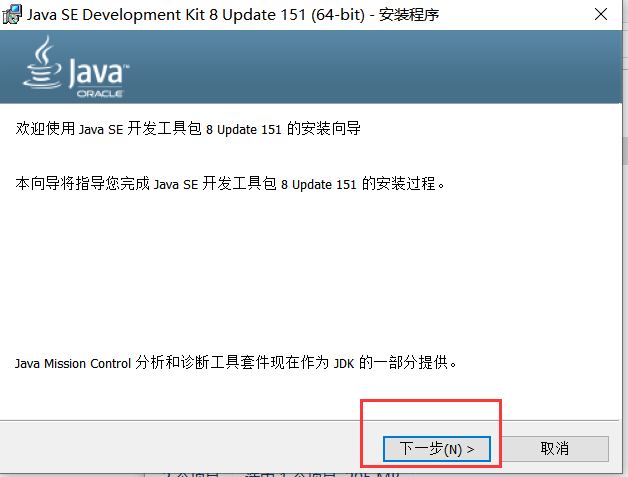 Java SE Development Kit 8 Update 151 (64-bit) - 安装程序
Java™
ORACLE
欢迎使用 Java SE 开发工具包 8 Update 151 的安装向导
本向导将指导您完成 Java SE 开发工具包 8 Update 151 的安装过程。
Java Mission Control 分析和诊断工具套件现在作为 JDK 的一部分提供。
下一步(N) > 取消